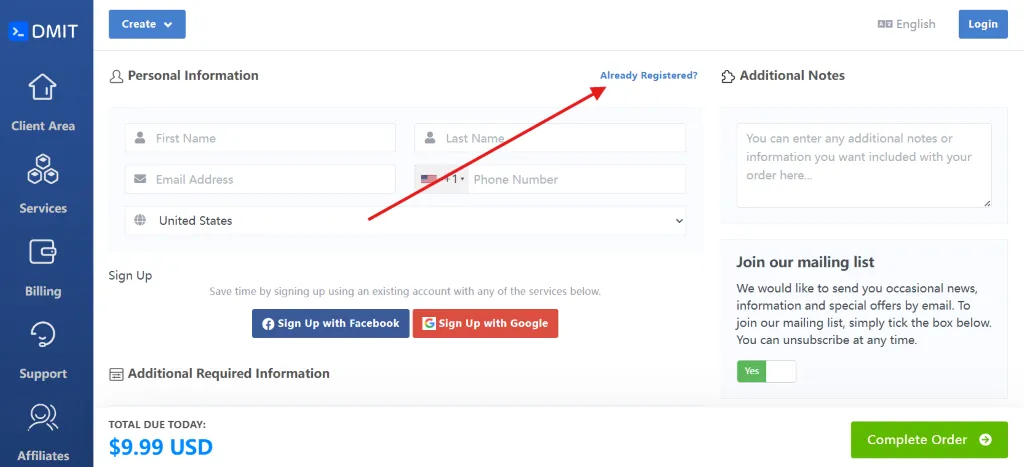 DMIT
Client Area
Services
Billing
Support
Affiliates
Create
English
Login
Personal Information
Already Registered?
First Name
Last Name
Email Address
+1
Phone Number
United States
Sign Up
Save time by signing up using an existing account with any of the services below.
Sign Up with Facebook
Sign Up with Google
Additional Required Information
Additional Notes
You can enter any additional notes or
information you want included with your
order here...
Join our mailing list
We would like to send you occasional news,
information and special offers by email. To
join our mailing list, simply tick the box below.
You can unsubscribe at any time.
Yes
TOTAL DUE TODAY:
$9.99 USD
Complete Order